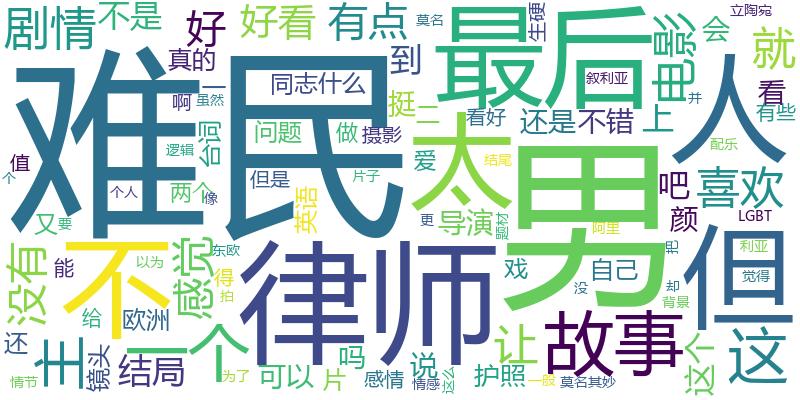 剧情
不是
好
好看
有点
最后
生硬
立陶宛
莫名
电影
会
就
真的
一
到
同志什么
叙利亚
看
啊
虽然
难民
挺
二
人
并
有些
问题
做
摄影
看好
还是
不错
上
台词
逻辑
太
男
配乐
值
爱
结尾
吧
喜欢
个
个人
两个
但是
片子
像
英语
更
导演
题材
颜
LGBT
又
要
没有
不
感觉
东欧
律师
阿里
但
利亚
能
以为
戏
自己
把
觉得
得
拍
没
却
背景
给
欧洲
还
主
一个
吗
说
让
故事
这个
这
镜头
结局
情节
为了
可以
片
感情
情感
这么
护照
一般
莫名其妙